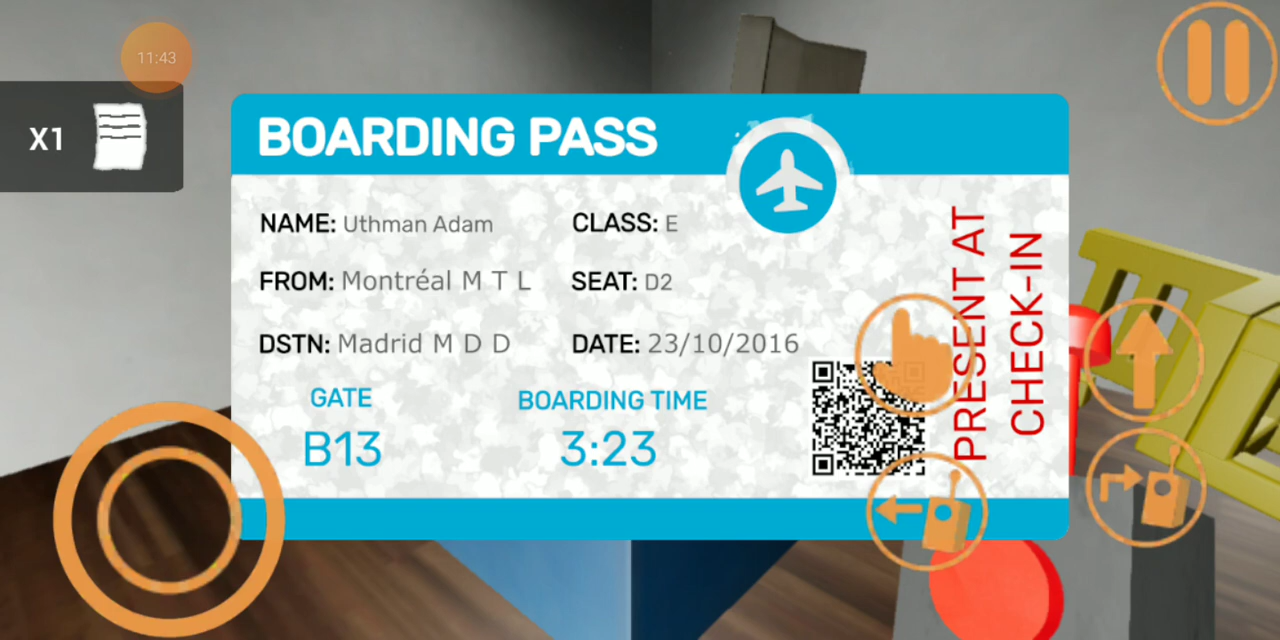 11:43
X1
BOARDING PASS
NAME: Uthman Adam
CLASS: E
FROM: Montréal M T L
SEAT: D2
DSTN: Madrid M D D
DATE: 23/10/2016
GATE
BOARDING TIME
B13
3:23
PRESENT AT
CHECK-IN